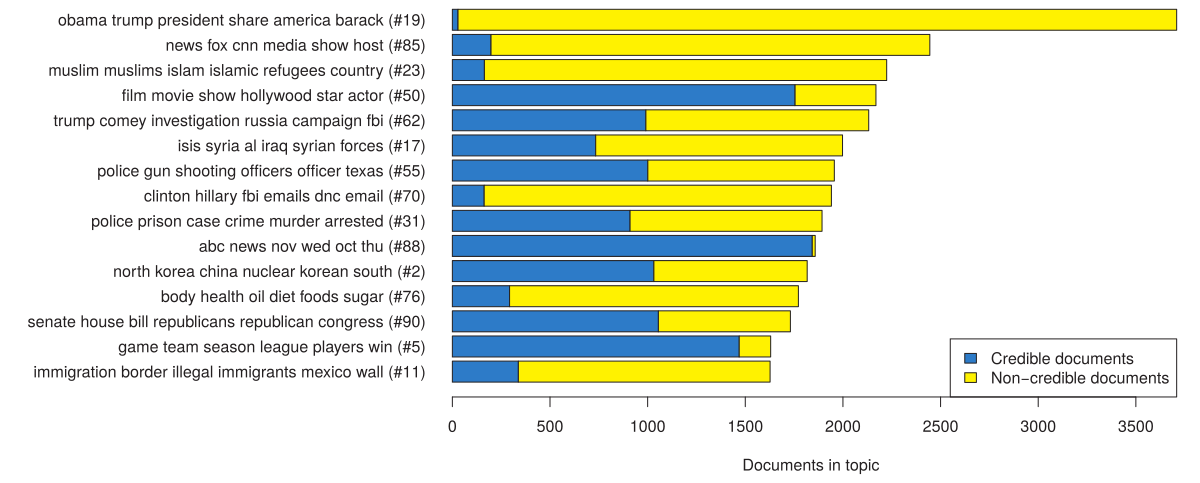 obama trump president share america barack (#19)
news fox cnn media show host (#85)
muslim muslims islam islamic refugees country (#23)
film movie show hollywood star actor (#50)
trump comey investigation russia campaign fbi (#62)
isis syria al iraq syrian forces (#17)
police gun shooting officers officer texas (#55)
clinton hillary fbi emails dnc email (#70)
police prison case crime murder arrested (#31)
abc news nov wed oct thu (#88)
north korea china nuclear korean south (#2)
body health oil diet foods sugar (#76)
senate house bill republicans republican congress (#90)
game team season league players win (#5)
immigration border illegal immigrants mexico wall (#11)
Credible documents
Non−credible documents
0 500 1000 1500 2000 2500 3000 3500
Documents in topic